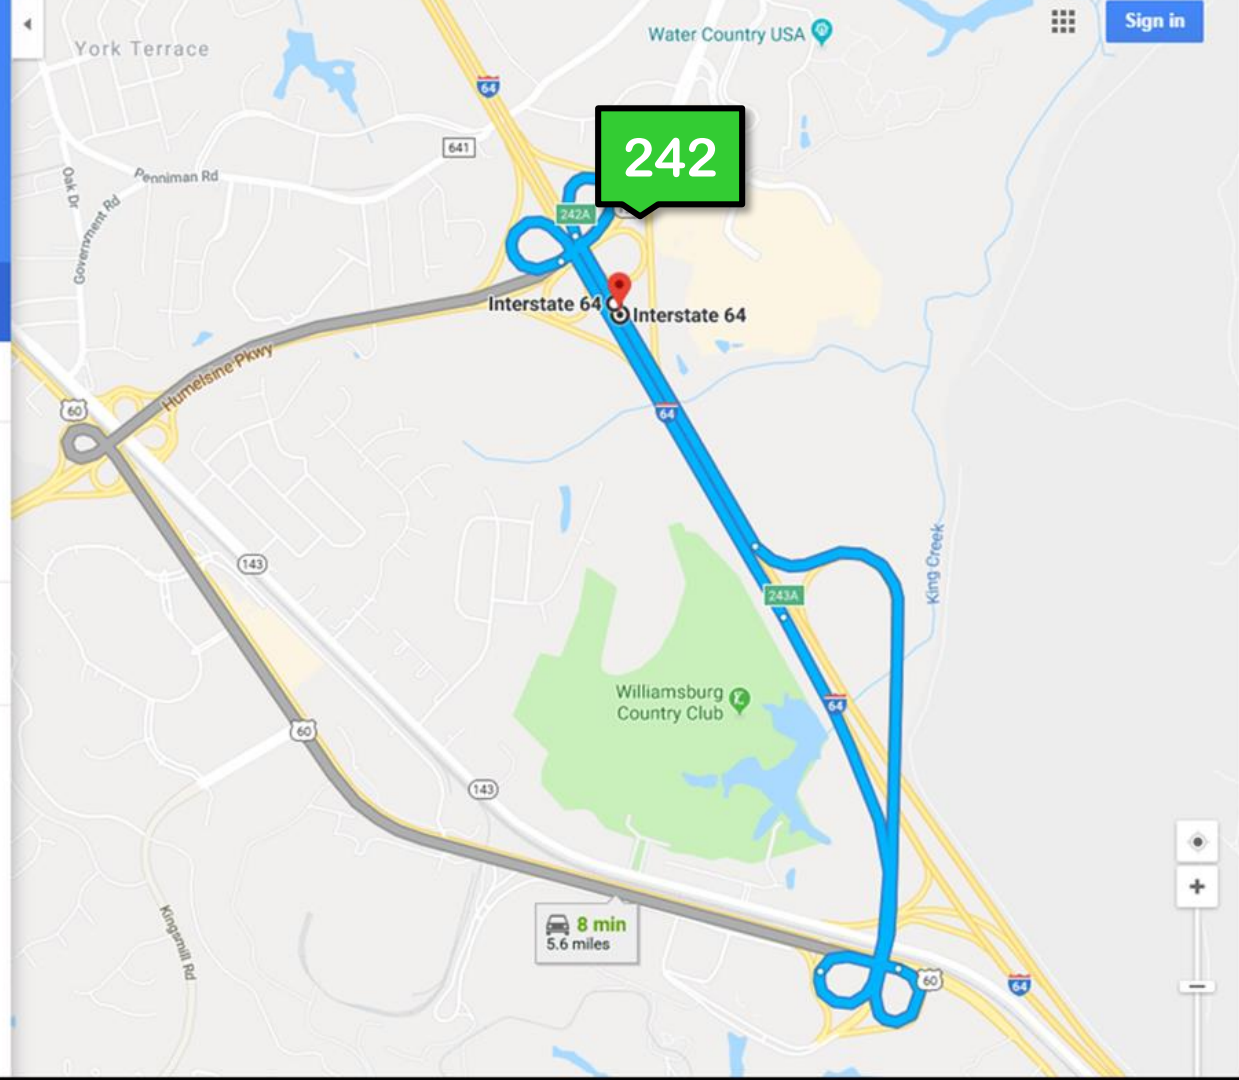 Sign in
Water Country USA
York Terrace
64
242
641
Penniman Rd
Oak Dr
Government Rd
242A
Interstate 64
Interstate 64
Humelsine Pkwy
60
64
143
King Creek
243A
Williamsburg
Country Club
64
60
143
Kingsmill Rd
8 min
5.6 miles
60
64